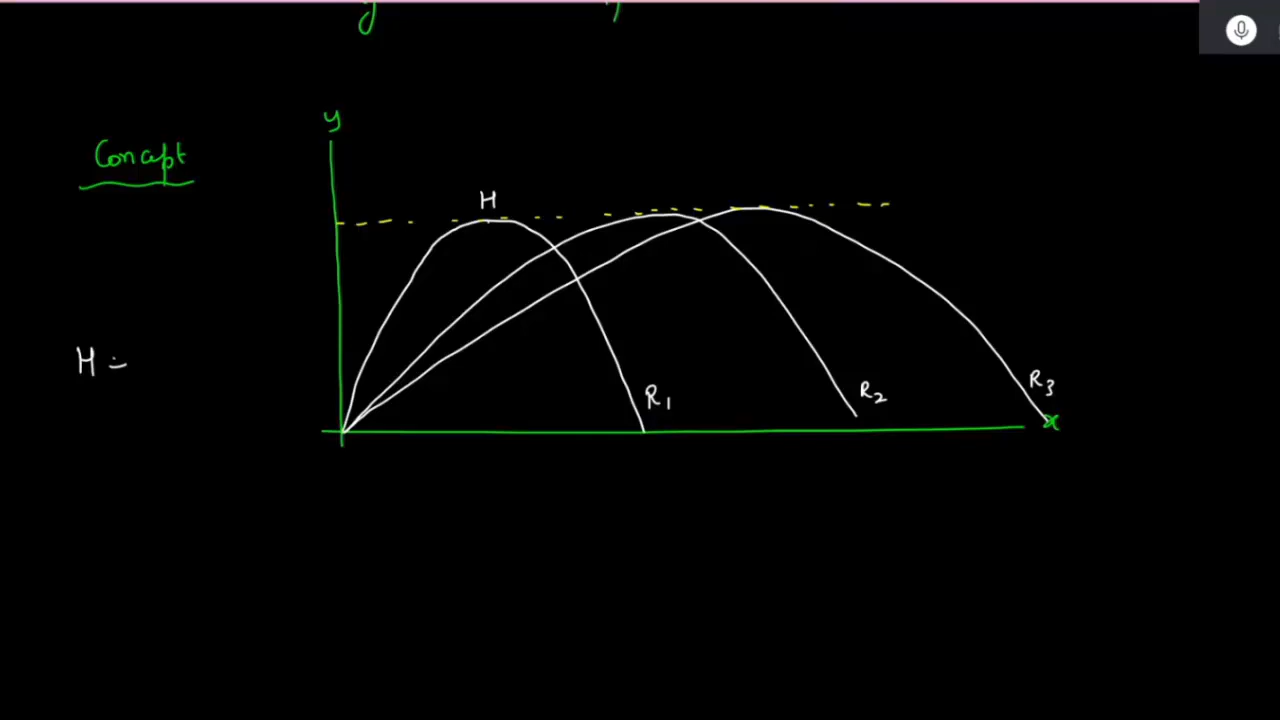 y
Concept
H
H =
R3
R2
R1
x